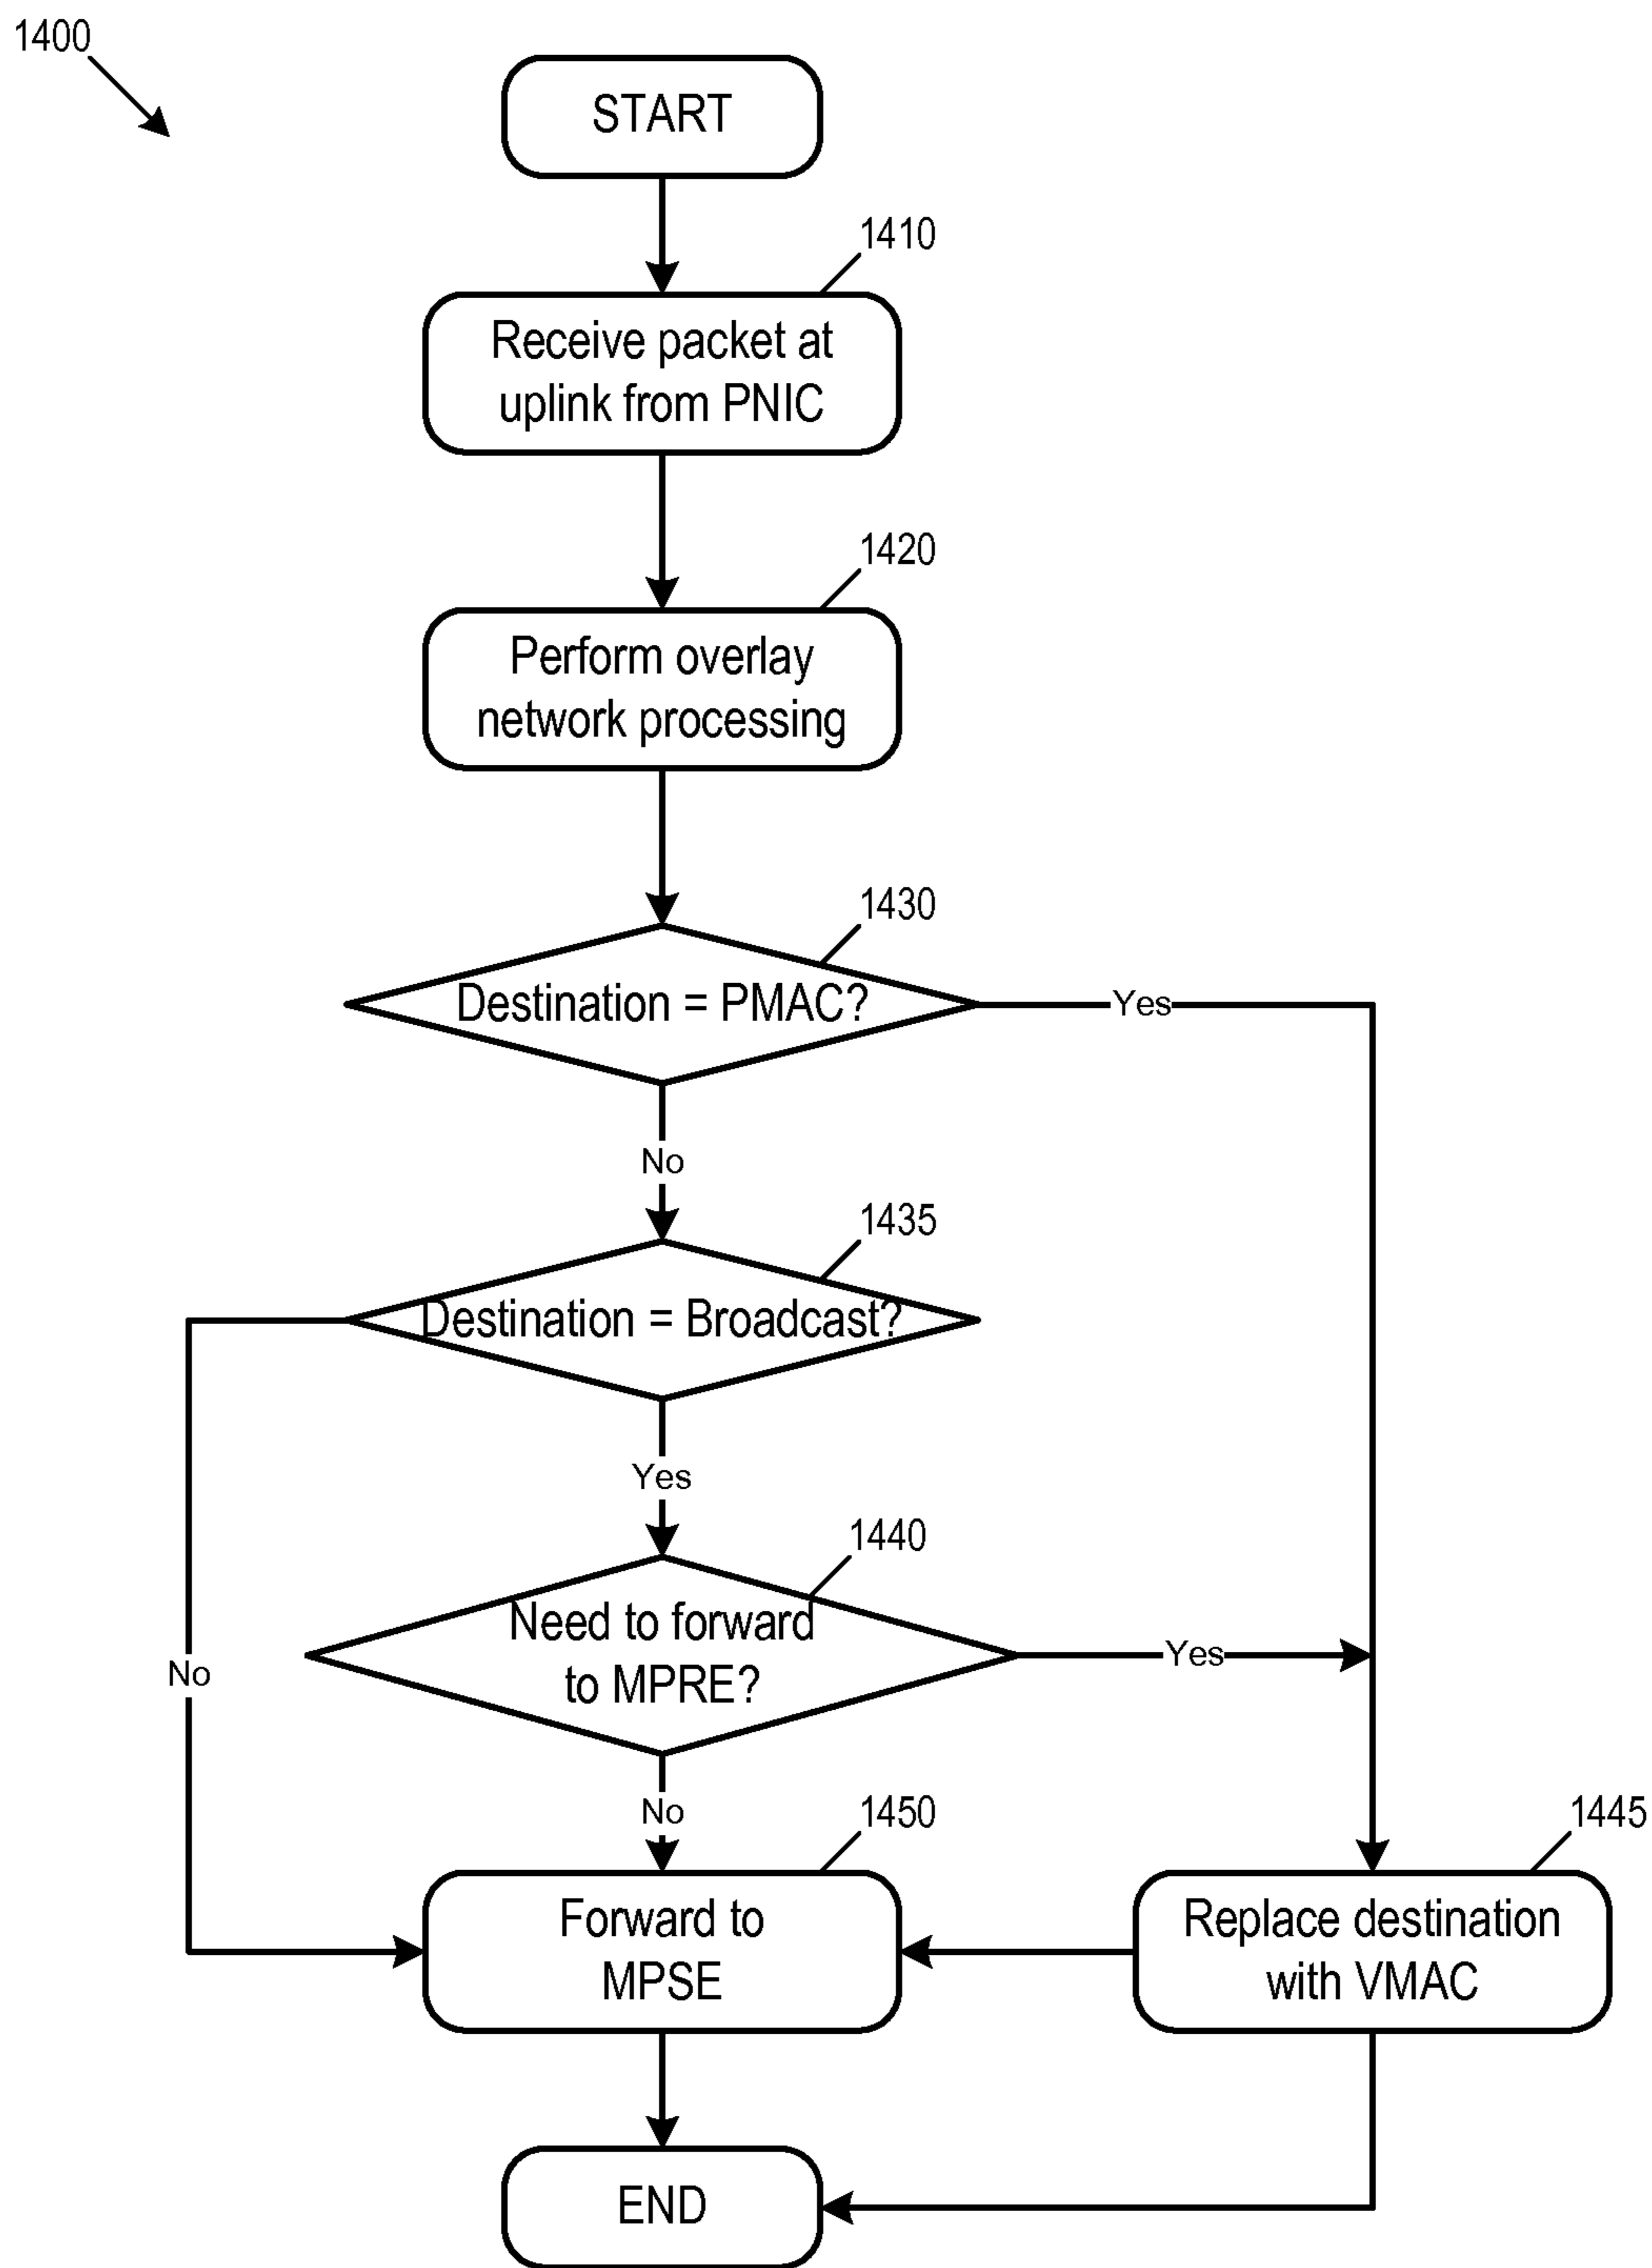 1400
START
1410
Receive packet at
uplink from PNIC
1420
Perform overlay
network processing
1430
Destination = PMAC?
Yes
No
1435
Destination = Broadcast?
Yes
1440
Need to forward
to MPRE?
Yes
No
No
1450
1445
Forward to
MPSE
Replace destination
with VMAC
END